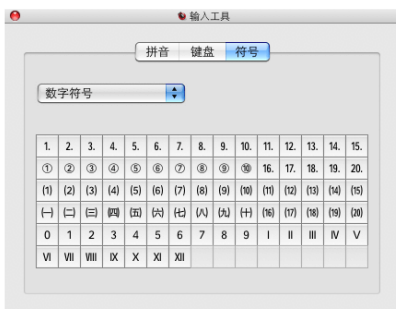 输入工具
拼音 键盘 符号
数字符号
1. 2. 3. 4. 5. 6. 7. 8. 9. 10. 11. 12. 13. 14. 15.
① ② ③ ④ ⑤ ⑥ ⑦ ⑧ ⑨ ⑩ 16. 17. 18. 19. 20.
(1) (2) (3) (4) (5) (6) (7) (8) (9) (10) (11) (12) (13) (14) (15)
(一) (二) (三) (四) (五) (六) (七) (八) (九) (十) (16) (17) (18) (19) (20)
0 1 2 3 4 5 6 7 8 9 Ⅰ Ⅱ Ⅲ Ⅳ Ⅴ
Ⅵ Ⅶ Ⅷ Ⅸ Ⅹ Ⅺ Ⅻ